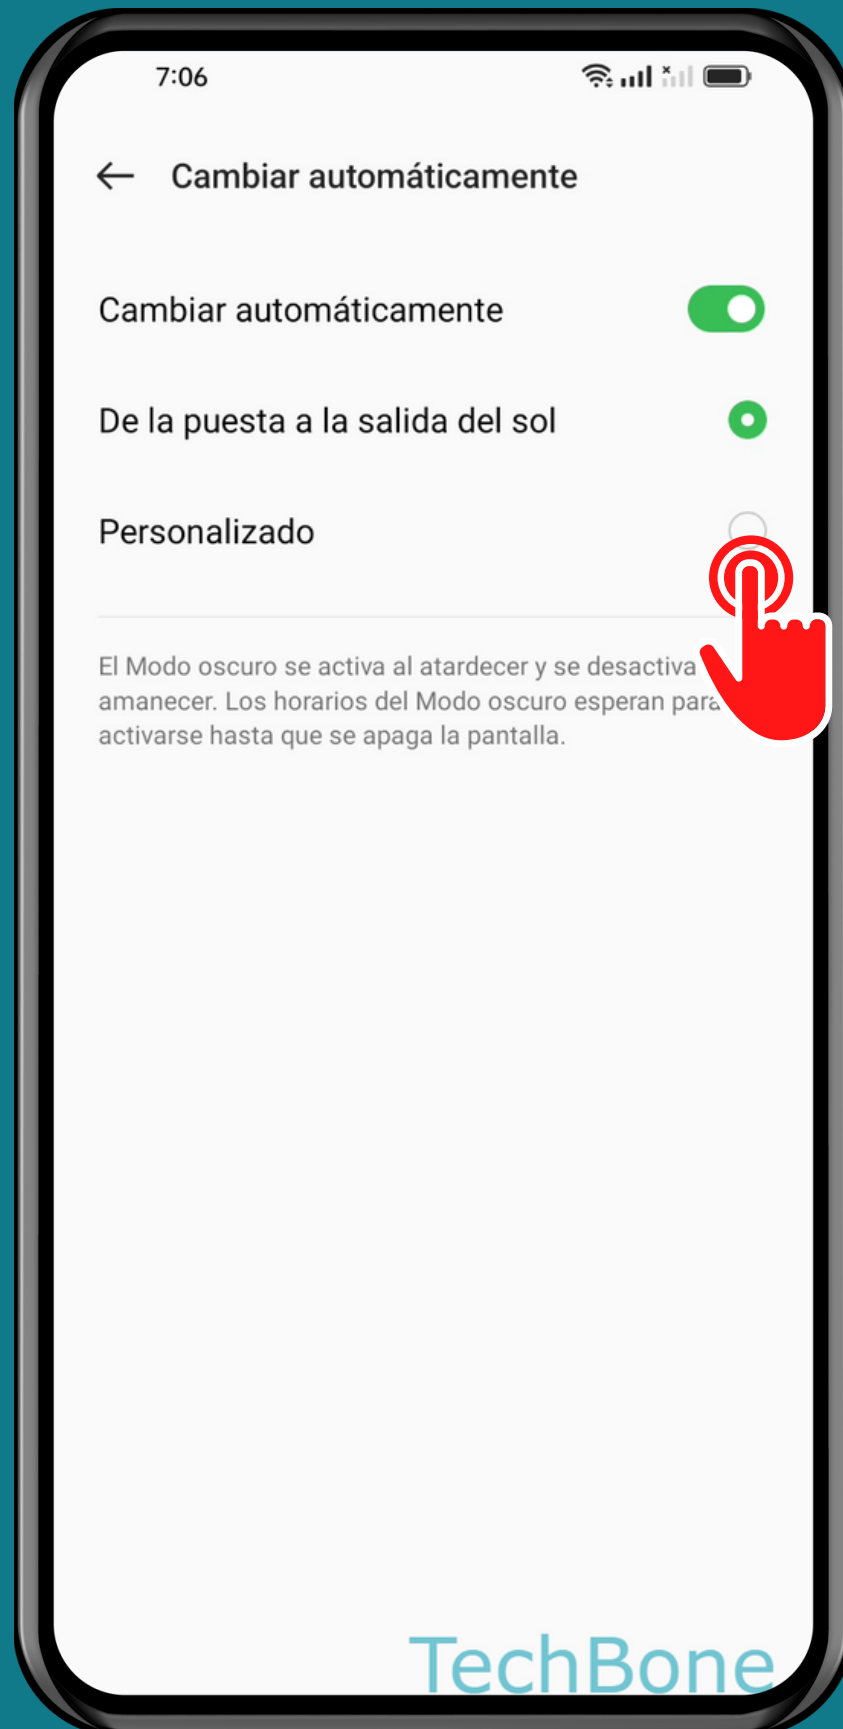 7:06
Cambiar automáticamente
Cambiar automáticamente
De la puesta a la salida del sol
Personalizado
El Modo oscuro se activa al atardecer y se desactiva
amanecer. Los horarios del Modo oscuro esperan para
activarse hasta que se apaga la pantalla.
TechBone